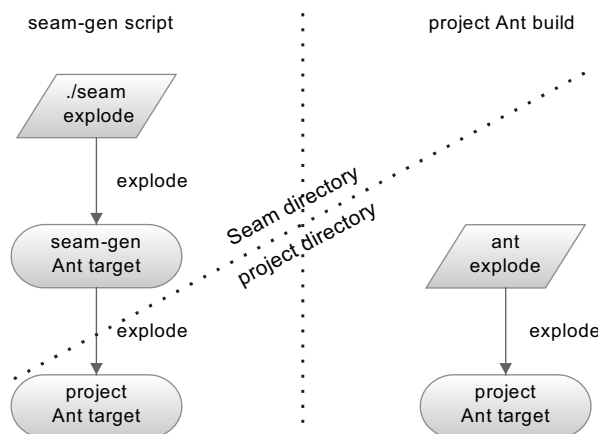 seam-gen script
project Ant build
./seam
explode
explode
Seam directory
project directory
seam-gen
Ant target
ant
explode
explode
explode
project
Ant target
project
Ant target